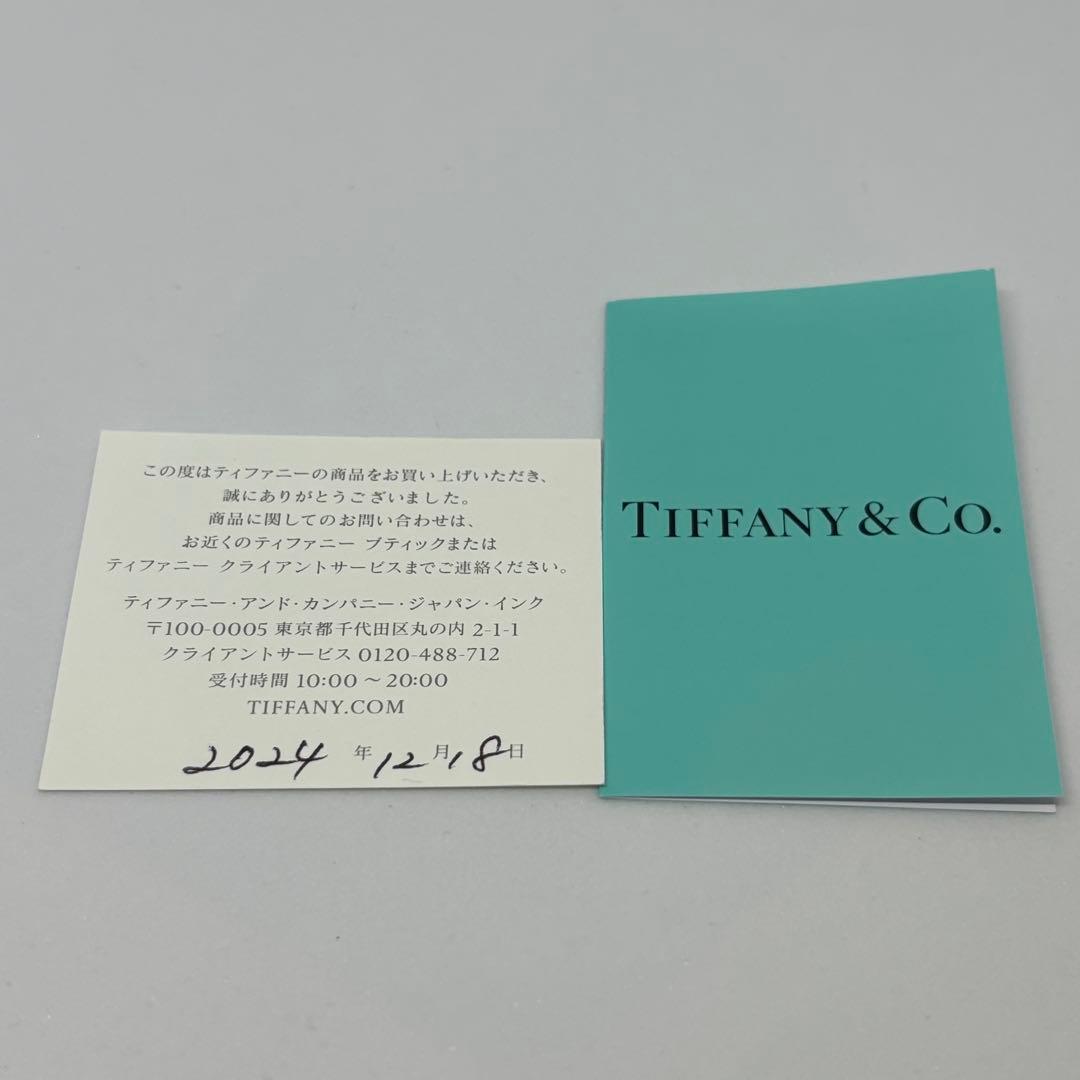 この度はティファニーの商品をお買い上げいただき、
誠にありがとうございました。
商品に関してのお問い合わせは、
お近くのティファニー ブティックまたは
ティファニー クライアントサービスまでご連絡ください。
ティファニー・アンド・カンパニー・ジャパン・インク
〒100-0005 東京都千代田区丸の内 2-1-1
クライアントサービス 0120-488-712
受付時間 10:00 ～ 20:00
TIFFANY.COM
2024 年 12 月 18 日
TIFFANY & CO.